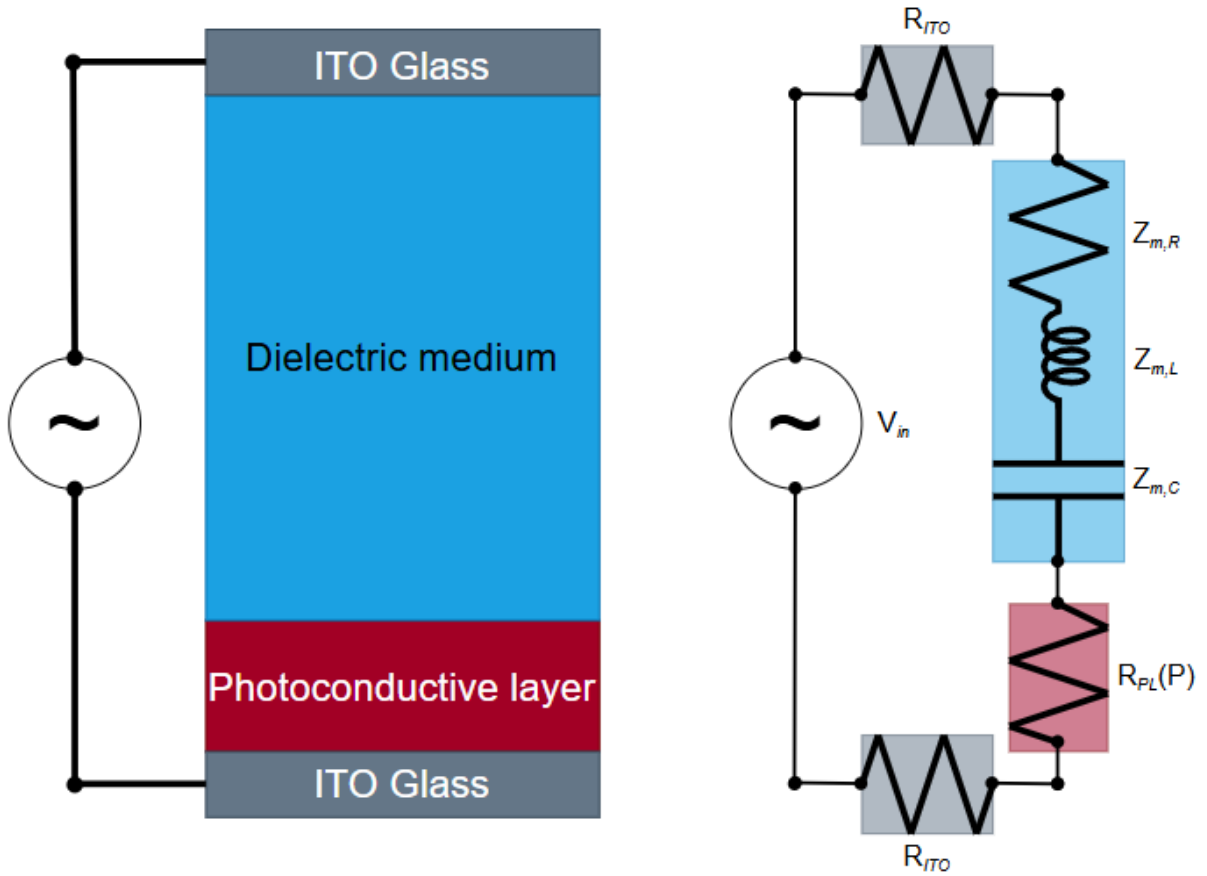 ITO Glass
Dielectric medium
Photoconductive layer
ITO Glass
~
R_ITO
Z_m,R
Z_m,L
Z_m,C
V_in
~
R_PL(P)
R_ITO